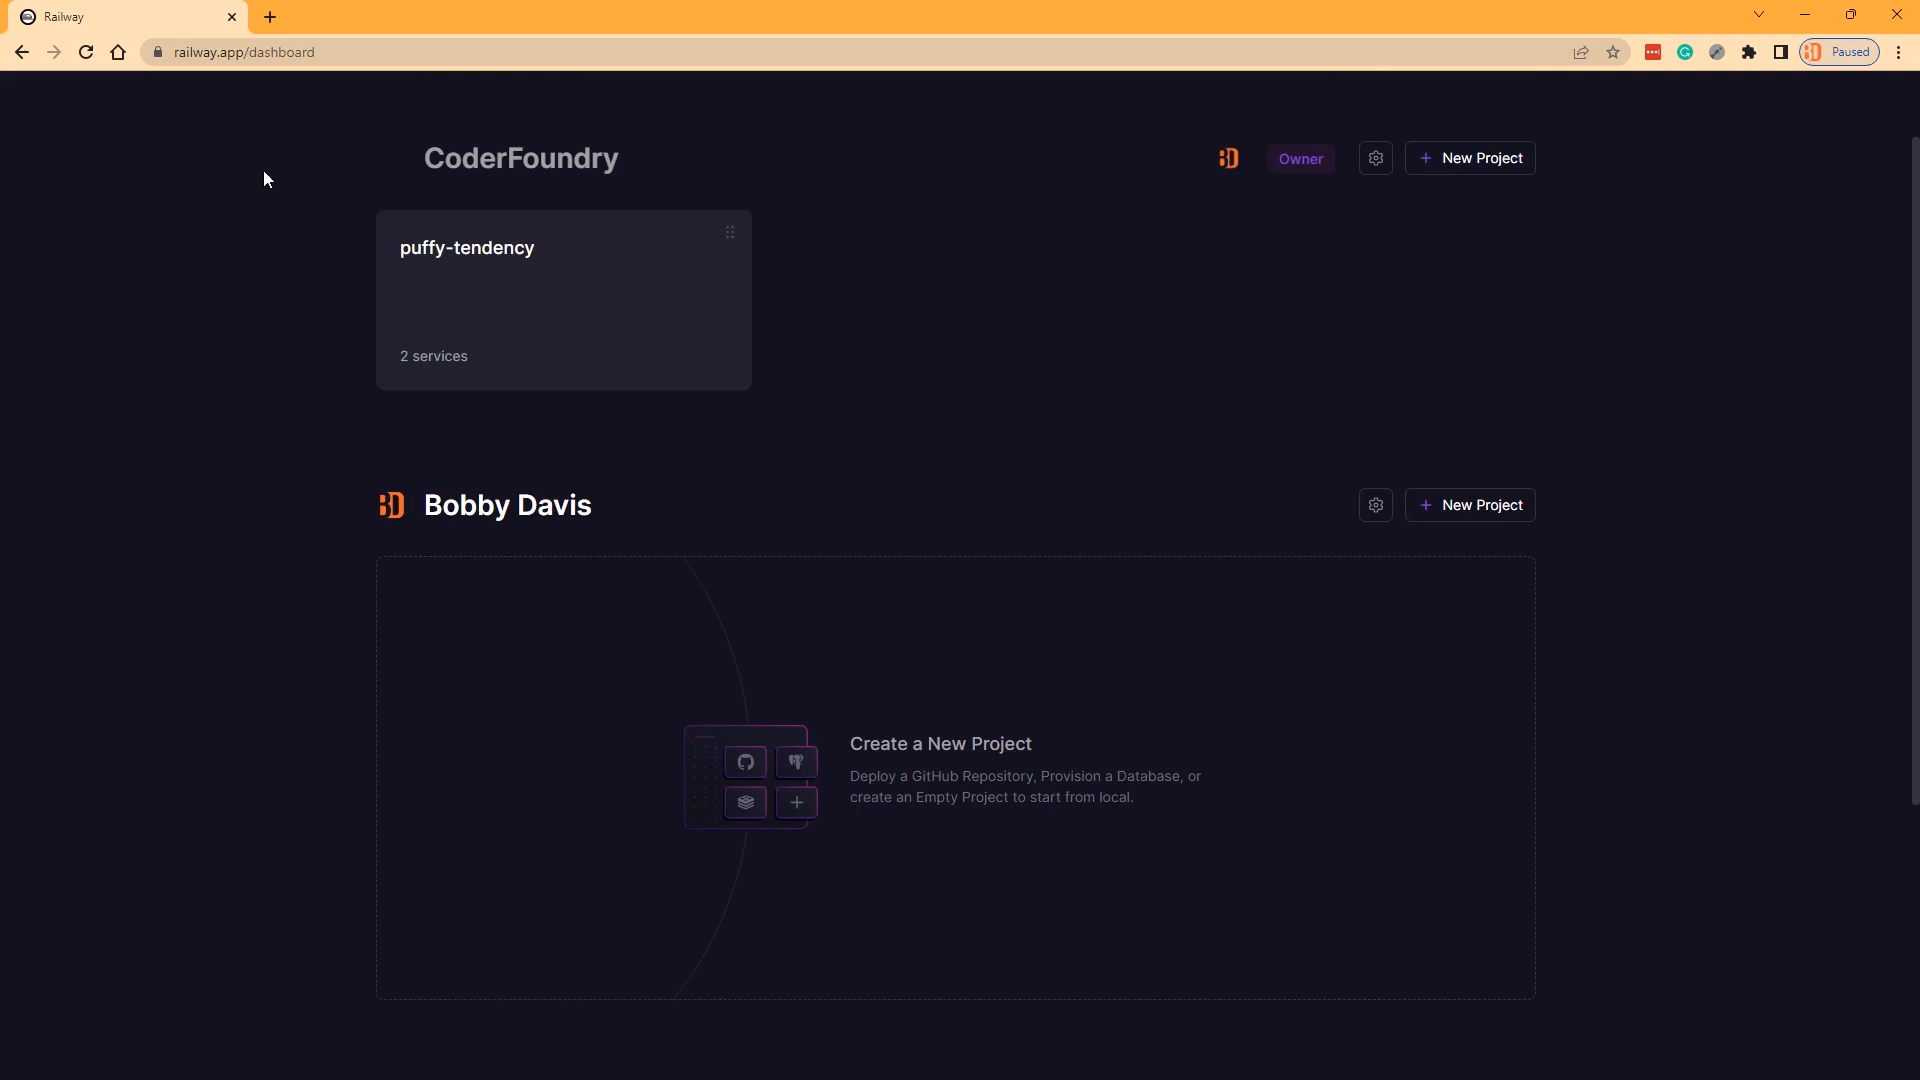 Railway
railway.app/dashboard
Paused
CoderFoundry
Owner
New Project
puffy-tendency
2 services
Bobby Davis
New Project
Create a New Project
Deploy a GitHub Repository, Provision a Database, or
create an Empty Project to start from local.